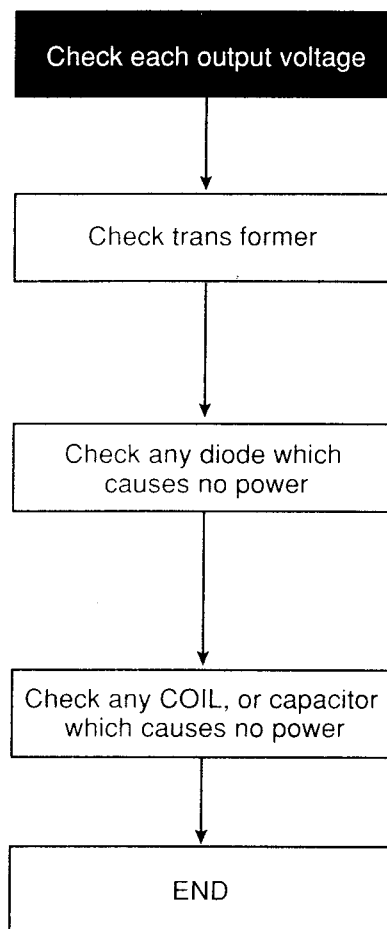 Check each output voltage
Check trans former
Check any diode which
causes no power
Check any COIL, or capacitor
which causes no power
END